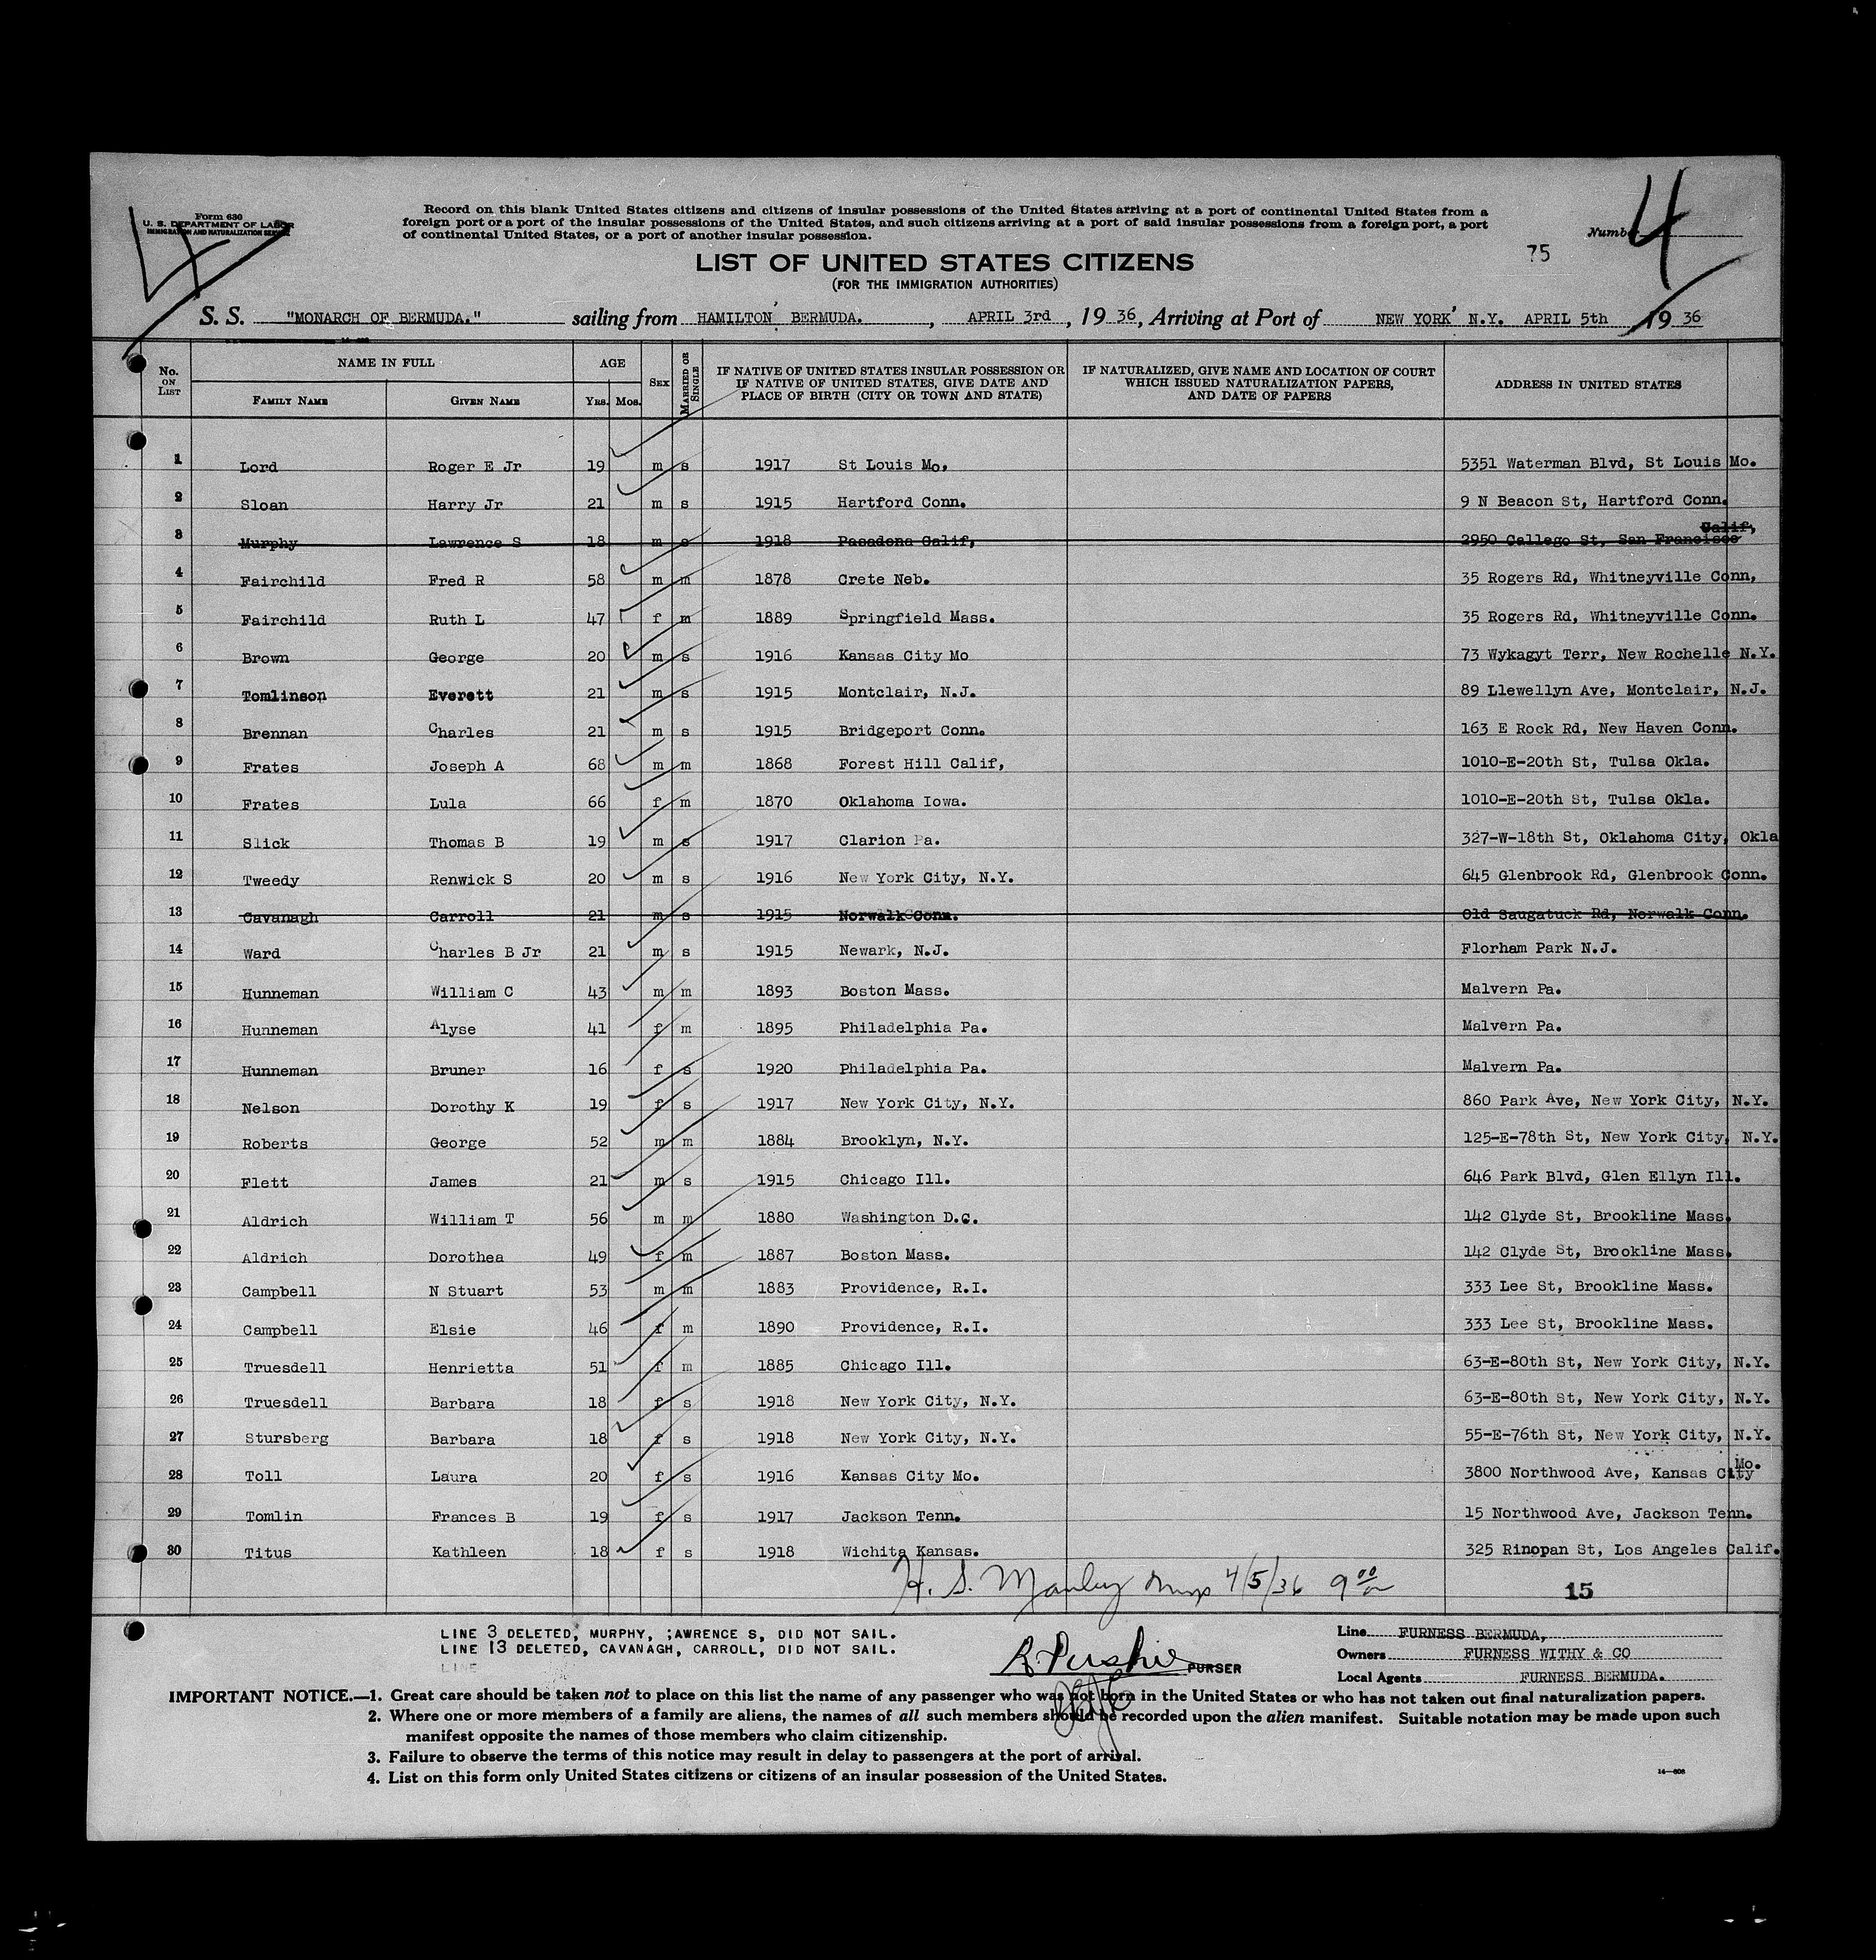 Form 630
U. S. DEPARTMENT OF LABOR
IMMIGRATION AND NATURALIZATION SERVICE
Record on this blank United States citizens and citizens of insular possessions of the United States arriving at a port of continental United States from a
foreign port or a port of the insular possessions of the United States, and such citizens arriving at a port of said insular possessions from a foreign port, a port
of continental United States, or a port of another insular possession.
Number 4
75
LIST OF UNITED STATES CITIZENS
(FOR THE IMMIGRATION AUTHORITIES)
S. S. "MONARCH OF BERMUDA." sailing from HAMILTON' BERMUDA. , APRIL 3rd , 19 36, Arriving at Port of NEW YORK' N.Y. APRIL 5th 19 36
No. ON LIST NAME IN FULL FAMILY NAME GIVEN NAME AGE YRS. MOS. SEX MARRIED OR SINGLE IF NATIVE OF UNITED STATES INSULAR POSSESSION OR IF NATIVE OF UNITED STATES, GIVE DATE AND PLACE OF BIRTH (CITY OR TOWN AND STATE) IF NATURALIZED, GIVE NAME AND LOCATION OF COURT WHICH ISSUED NATURALIZATION PAPERS, AND DATE OF PAPERS ADDRESS IN UNITED STATES
1 Lord Roger E Jr 19 m s 1917 St Louis Mo, 5351 Waterman Blvd, St Louis Mo.
2 Sloan Harry Jr 21 m s 1915 Hartford Conn. 9 N Beacon St, Hartford Conn.
3 Murphy Lawrence S 18 m s 1918 Pasadena Calif, 2950 Callego St, San Francisco Calif,
4 Fairchild Fred R 58 m m 1878 Crete Neb. 35 Rogers Rd, Whitneyville Conn,
5 Fairchild Ruth L 47 f m 1889 Springfield Mass. 35 Rogers Rd, Whitneyville Conn.
6 Brown George 20 m s 1916 Kansas City Mo 73 Wykagyt Terr, New Rochelle N.Y.
7 Tomlinson Everett 21 m s 1915 Montclair, N.J. 89 Llewellyn Ave, Montclair, N.J.
8 Brennan Charles 21 m s 1915 Bridgeport Conn. 163 E Rock Rd, New Haven Conn.
9 Frates Joseph A 68 m m 1868 Forest Hill Calif, 1010-E-20th St, Tulsa Okla.
10 Frates Lula 66 f m 1870 Oklahoma Iowa. 1010-E-20th St, Tulsa Okla.
11 Slick Thomas B 19 m s 1917 Clarion Pa. 327-W-18th St, Oklahoma City, Okla
12 Tweedy Renwick S 20 m s 1916 New York City, N.Y. 645 Glenbrook Rd, Glenbrook Conn.
13 Cavanagh Carroll 21 m s 1915 Norwalk Conn. Old Saugatuck Rd, Norwalk Conn.
14 Ward Charles B Jr 21 m s 1915 Newark, N.J. Florham Park N.J.
15 Hunneman William C 43 m m 1893 Boston Mass. Malvern Pa.
16 Hunneman Alyse 41 f m 1895 Philadelphia Pa. Malvern Pa.
17 Hunneman Bruner 16 f s 1920 Philadelphia Pa. Malvern Pa.
18 Nelson Dorothy K 19 f s 1917 New York City, N.Y. 860 Park Ave, New York City, N.Y.
19 Roberts George 52 m m 1884 Brooklyn, N.Y. 125-E-78th St, New York City, N.Y.
20 Flett James 21 m s 1915 Chicago Ill. 646 Park Blvd, Glen Ellyn Ill.
21 Aldrich William T 56 m m 1880 Washington D.C. 142 Clyde St, Brookline Mass.
22 Aldrich Dorothea 49 f m 1887 Boston Mass. 142 Clyde St, Brookline Mass.
23 Campbell N Stuart 53 m m 1883 Providence, R.I. 333 Lee St, Brookline Mass.
24 Campbell Elsie 46 f m 1890 Providence, R.I. 333 Lee St, Brookline Mass.
25 Truesdell Henrietta 51 f m 1885 Chicago Ill. 63-E-80th St, New York City, N.Y.
26 Truesdell Barbara 18 f s 1918 New York City, N.Y. 63-E-80th St, New York City, N.Y.
27 Stursberg Barbara 18 f s 1918 New York City, N.Y. 55-E-76th St, New York City, N.Y.
28 Toll Laura 20 f s 1916 Kansas City Mo. 3800 Northwood Ave, Kansas City Mo.
29 Tomlin Frances B 19 f s 1917 Jackson Tenn. 15 Northwood Ave, Jackson Tenn.
30 Titus Kathleen 18 f s 1918 Wichita Kansas. 325 Rinopan St, Los Angeles Calif.
H. S. Manley 4/5/36 9 00
15
LINE 3 DELETED, MURPHY, ;AWRENCE S, DID NOT SAIL.
LINE 13 DELETED, CAVANAGH, CARROLL, DID NOT SAIL.
LINE
PURSER
Line FURNESS BERMUDA,
Owners FURNESS WITHY & CO
Local Agents FURNESS BERMUDA.
IMPORTANT NOTICE.—1. Great care should be taken not to place on this list the name of any passenger who was not born in the United States or who has not taken out final naturalization papers.
2. Where one or more members of a family are aliens, the names of all such members should be recorded upon the alien manifest. Suitable notation may be made upon such
manifest opposite the names of those members who claim citizenship.
3. Failure to observe the terms of this notice may result in delay to passengers at the port of arrival.
4. List on this form only United States citizens or citizens of an insular possession of the United States.
14—608